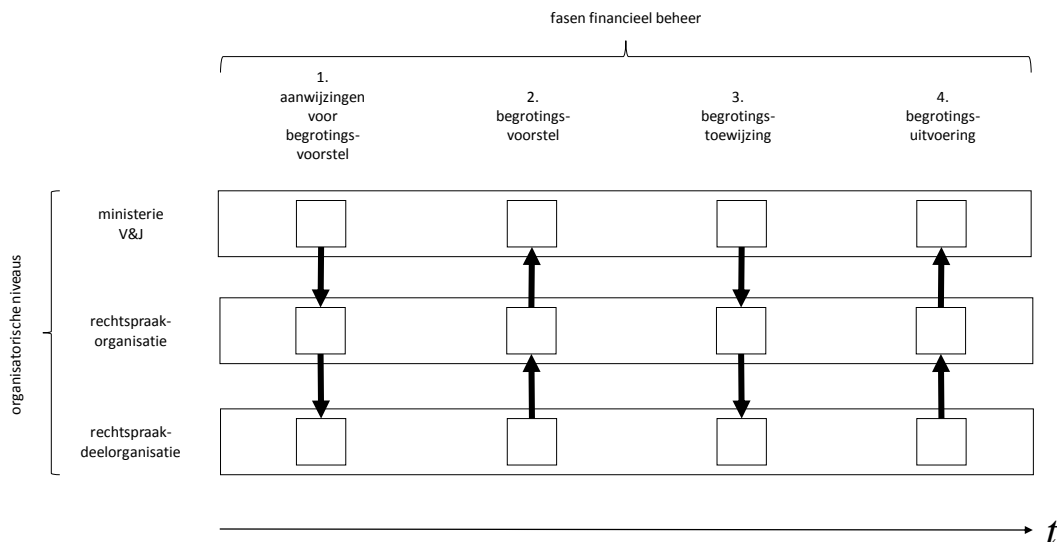 fasen financieel beheer
1.
aanwijzingen
voor
begrotings-
voorstel
2.
begrotings-
voorstel
3.
begrotings-
toewijzing
4.
begrotings-
uitvoering
organisatorische niveaus
ministerie
V&J
rechtspraak-
organisatie
rechtspraak-
deelorganisatie
t